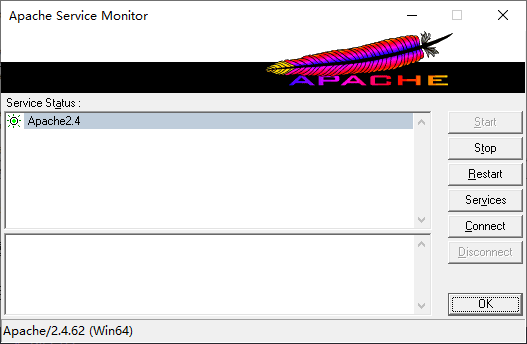 Apache Service Monitor
APACHE
Service Status :
Apache2.4
Start
Stop
Restart
Services
Connect
Disconnect
OK
Apache/2.4.62 (Win64)